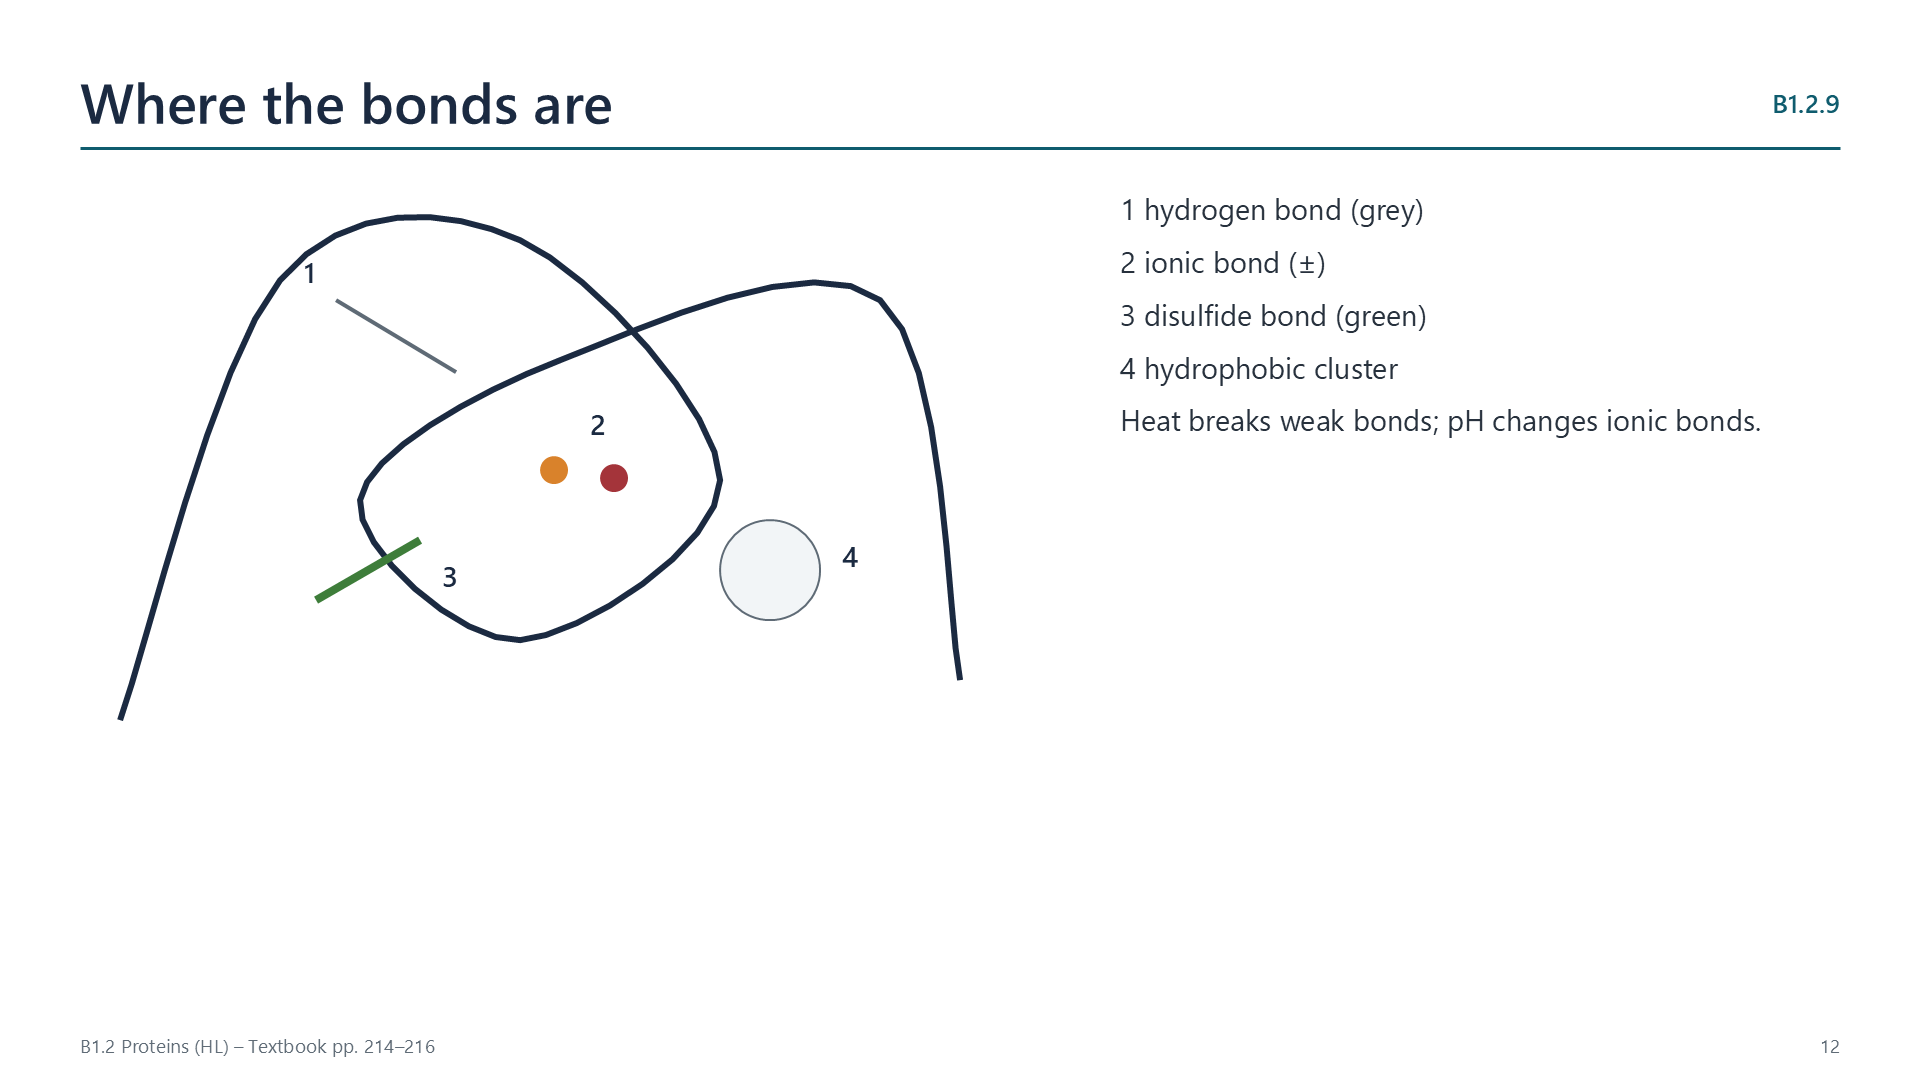 Where the bonds are
B1.2.9
1
2
3
4
1 hydrogen bond (grey)
2 ionic bond (±)
3 disulfide bond (green)
4 hydrophobic cluster
Heat breaks weak bonds; pH changes ionic bonds.
B1.2 Proteins (HL) – Textbook pp. 214–216
12